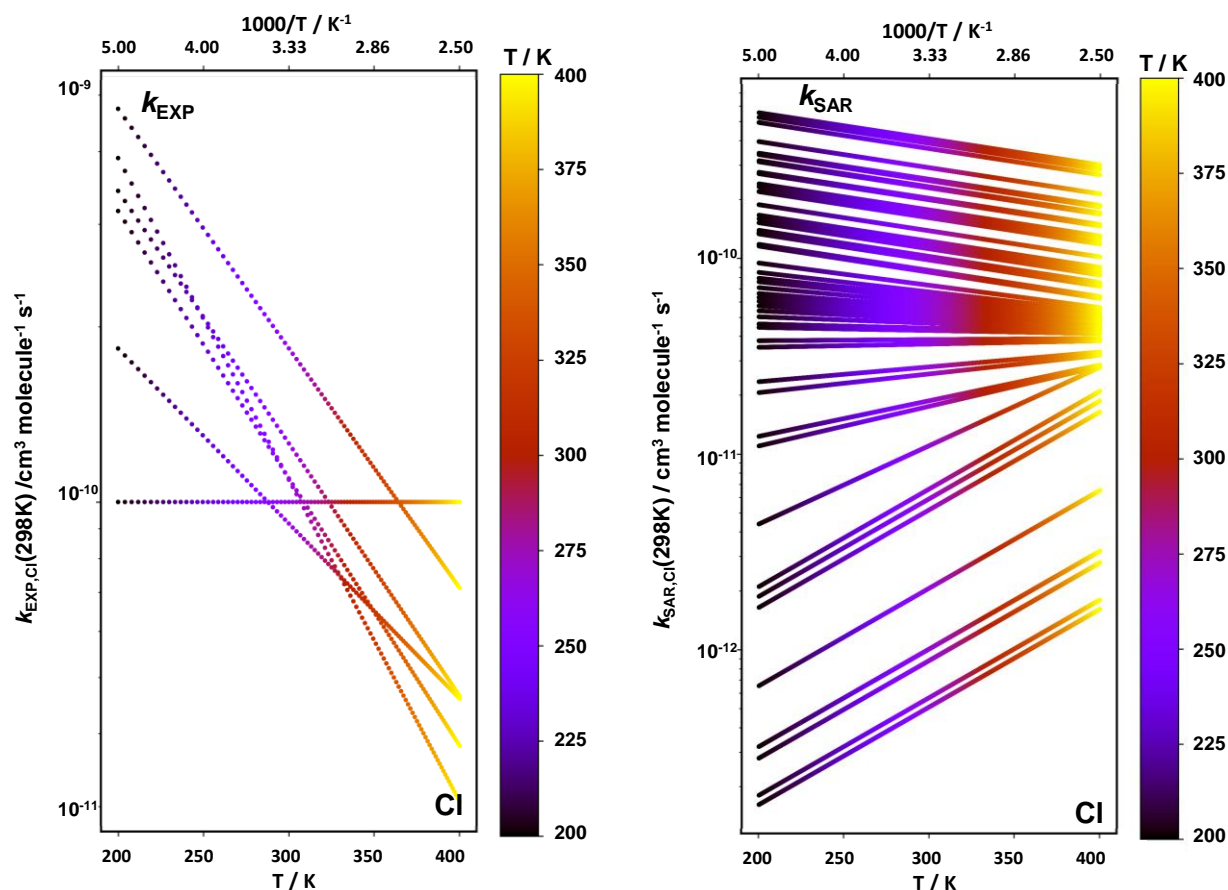 1000/T / K⁻¹
5.00 4.00 3.33 2.86 2.50
T / K
10⁻⁹
10⁻¹⁰
10⁻¹¹
k_EXP
k_EXP,Cl(298K) /cm³ molecule⁻¹ s⁻¹
Cl
200 250 300 350 400
T / K
400
375
350
325
300
275
250
225
200
1000/T / K⁻¹
5.00 4.00 3.33 2.86 2.50
T / K
k_SAR
10⁻¹⁰
10⁻¹¹
10⁻¹²
k_SAR,Cl(298K) / cm³ molecule⁻¹ s⁻¹
Cl
200 250 300 350 400
T / K
400
375
350
325
300
275
250
225
200